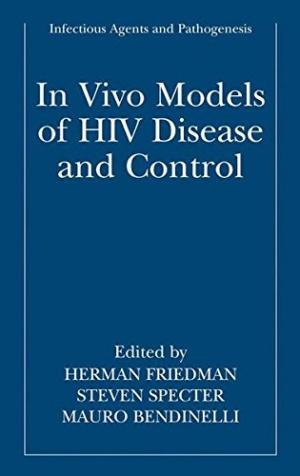 Infectious Agents and Pathogenesis
In Vivo Models
of HIV Disease
and Control
Edited by
HERMAN FRIEDMAN
STEVEN SPECTER
MAURO BENDINELLI